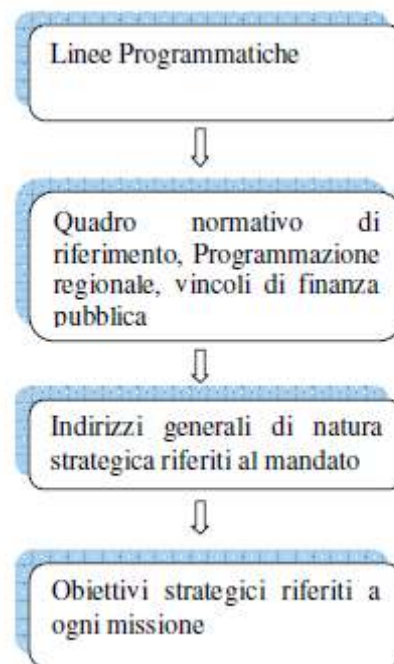 Linee Programmatiche
Quadro normativo di
riferimento, Programmazione
regionale, vincoli di finanza
pubblica
Indirizzi generali di natura
strategica riferiti al mandato
Obiettivi strategici riferiti a
ogni missione